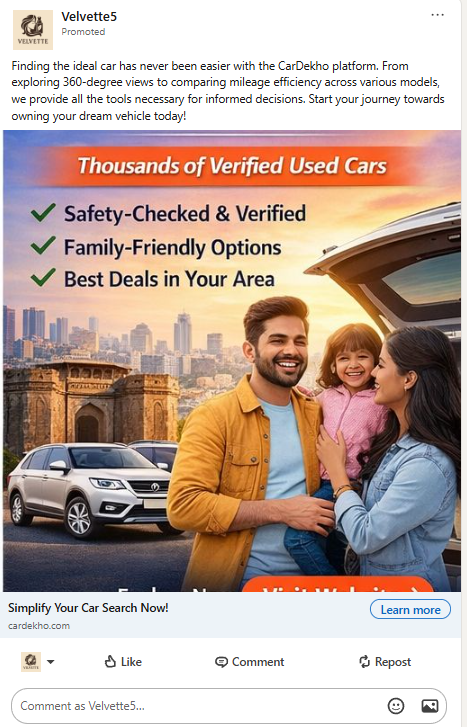 Velvette5
Promoted
VELVETTE
Finding the ideal car has never been easier with the CarDekho platform. From
exploring 360-degree views to comparing mileage efficiency across various models,
we provide all the tools necessary for informed decisions. Start your journey towards
owning your dream vehicle today!
Thousands of Verified Used Cars
Safety-Checked & Verified
Family-Friendly Options
Best Deals in Your Area
Visit Website
Simplify Your Car Search Now!
Learn more
cardekho.com
Like
Comment
Repost
Comment as Velvette5...